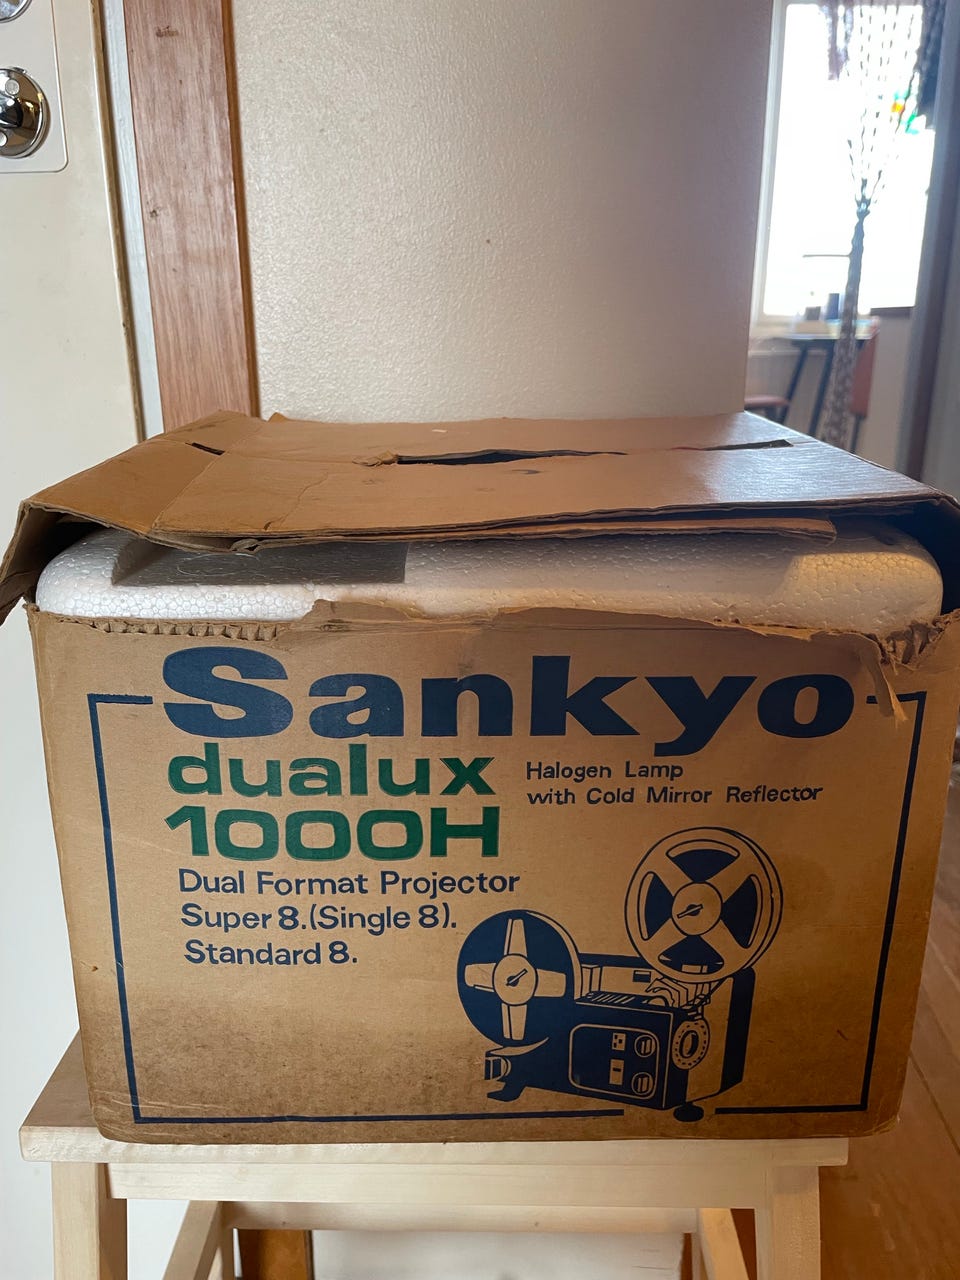 Sankyo
dualux
1000H
Halogen Lamp
with Cold Mirror Reflector
Dual Format Projector
Super 8.(Single 8).
Standard 8.